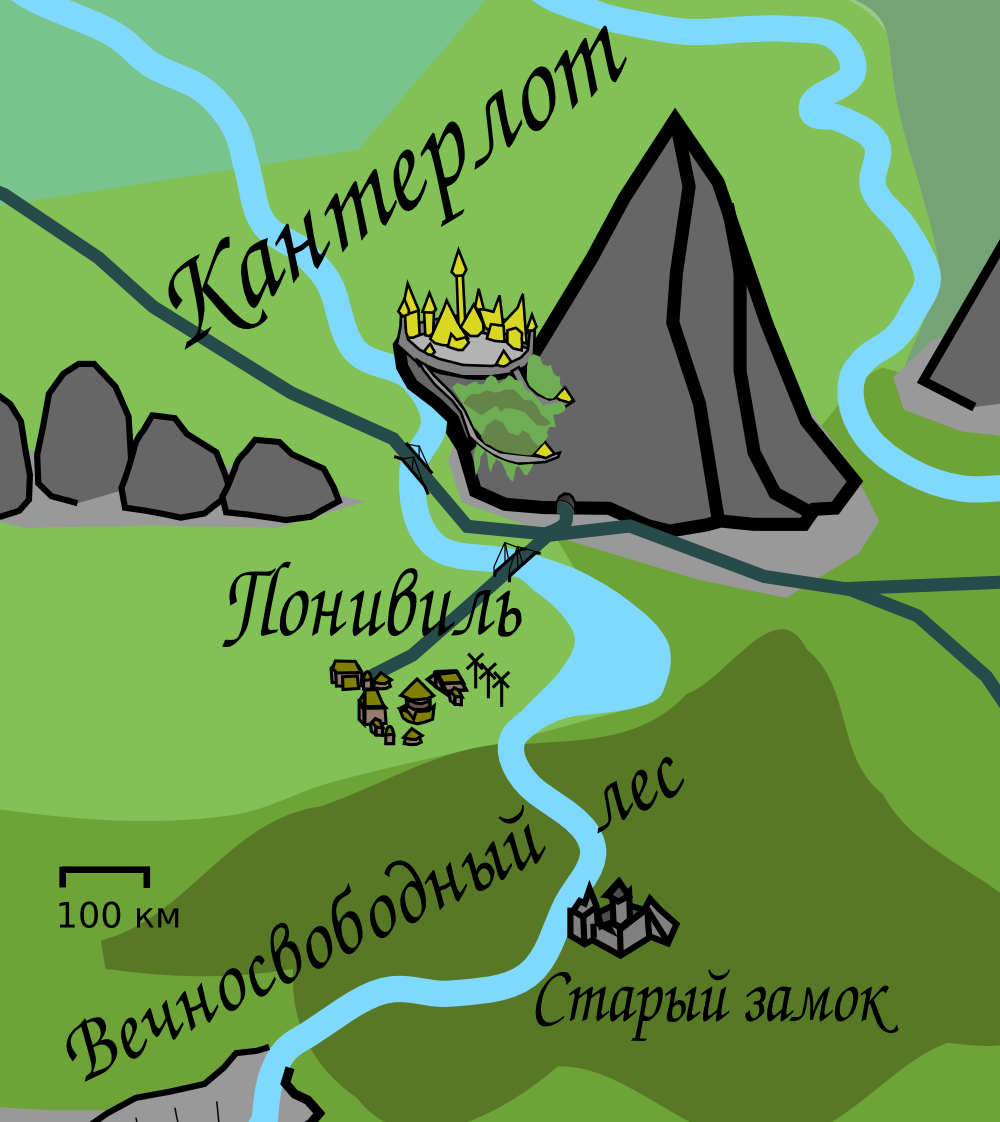 Кантерлот
Понивиль
Вечносвободный лес
Старый замок
100 км